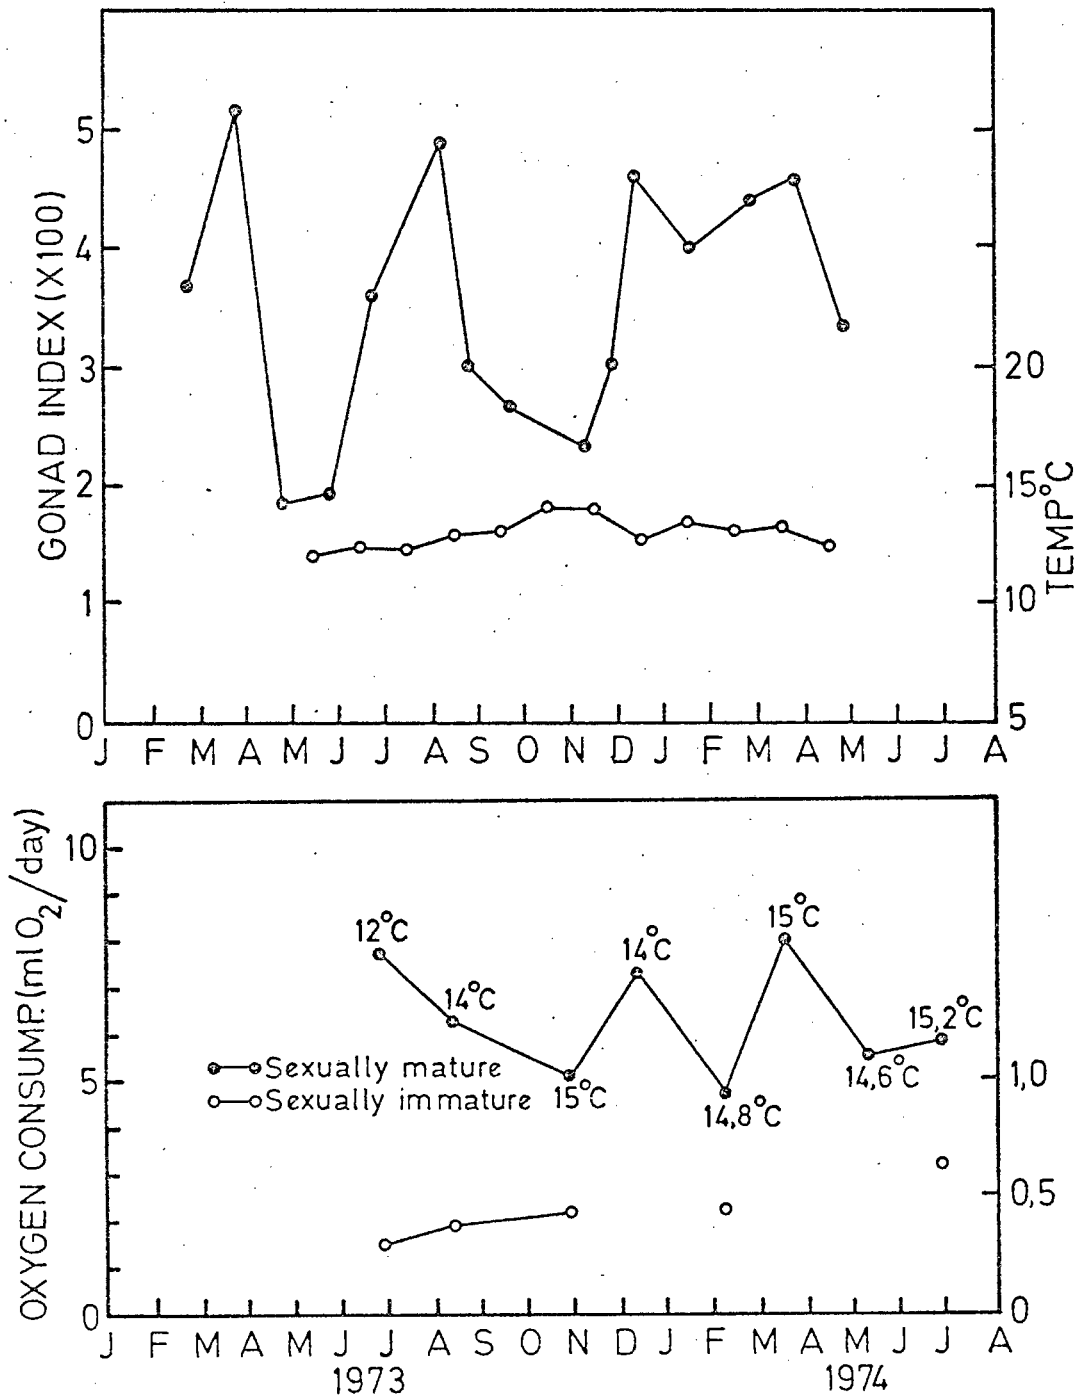 GONAD INDEX (X100)
5
4
3
2
1
0
20
15
10
5
TEMP°C
J F M A M J J A S O N D J F M A M J J A
OXYGEN CONSUMP. (ml O2/day)
10
5
0
12°C
14°C
15°C
14°C
14,8°C
15°C
14,6°C
15,2°C
Sexually mature
Sexually immature
1,0
0,5
0
J F M A M J J A S O N D J F M A M J J A
1973 1974